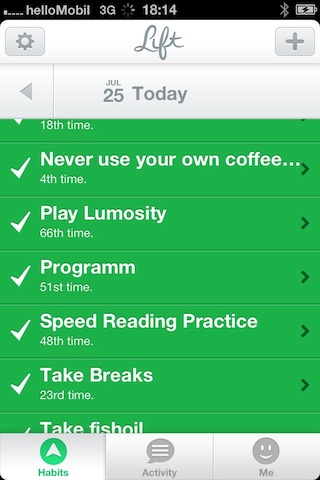 helloMobil 3G 18:14
Lift
JUL
25 Today
18th time.
Never use your own coffee...
4th time.
Play Lumosity
66th time.
Programm
51st time.
Speed Reading Practice
48th time.
Take Breaks
23rd time.
Take fishoil
Habits Activity Me